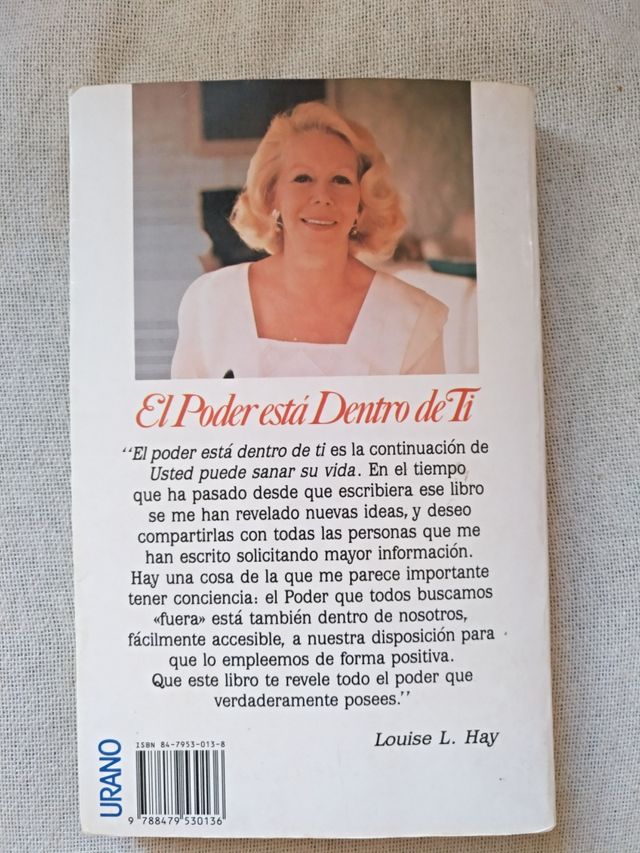 El Poder está Dentro de Ti
“El poder está dentro de ti es la continuación de
Usted puede sanar su vida. En el tiempo
que ha pasado desde que escribiera ese libro
se me han revelado nuevas ideas, y deseo
compartirlas con todas las personas que me
han escrito solicitando mayor información.
Hay una cosa de la que me parece importante
tener conciencia: el Poder que todos buscamos
«fuera» está también dentro de nosotros,
fácilmente accesible, a nuestra disposición para
que lo empleemos de forma positiva.
Que este libro te revele todo el poder que
verdaderamente posees.”
Louise L. Hay
URANO
ISBN 84-7953-013-8
9 788479 530136